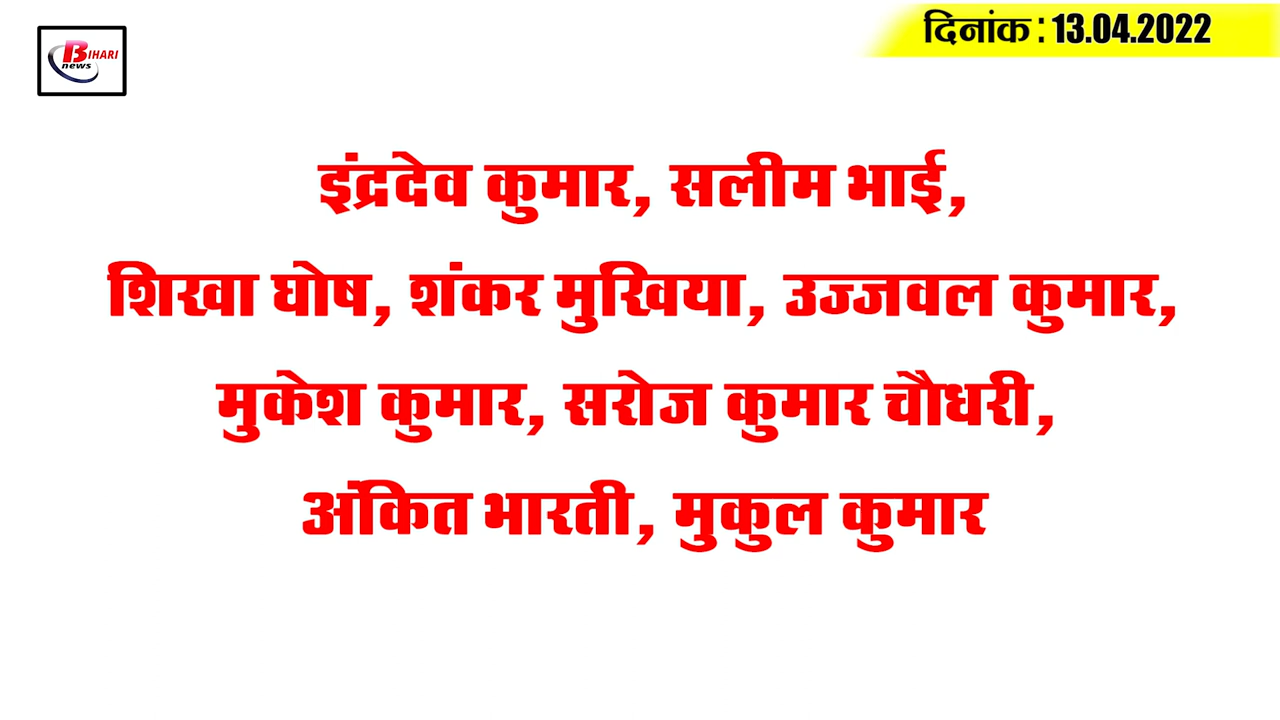 BIHARI
news
दिनांक : 13.04.2022
इंद्रदेव कुमार, सलीम भाई,
शिखा घोष, शंकर मुखिया, उज्जवल कुमार,
मुकेश कुमार, सरोज कुमार चौधरी,
अंकित भारती, मुकुल कुमार